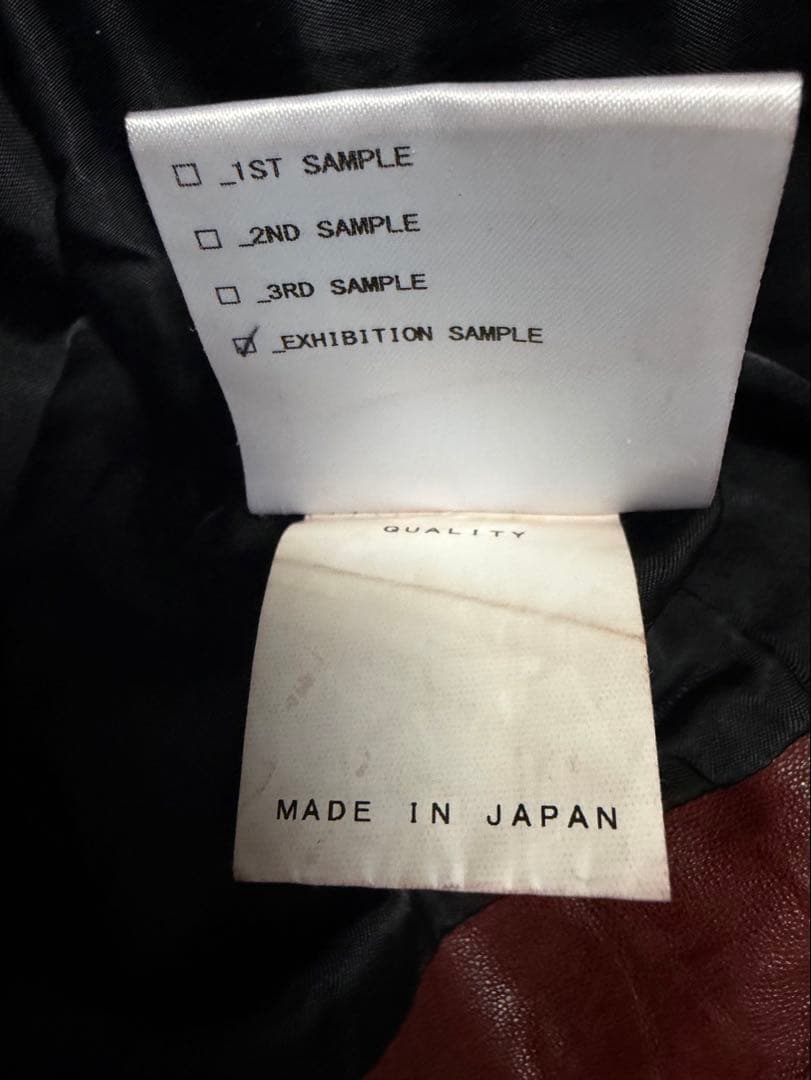 ☐ _1ST SAMPLE
☐ _2ND SAMPLE
☐ _3RD SAMPLE
☑ _EXHIBITION SAMPLE
QUALITY
MADE IN JAPAN